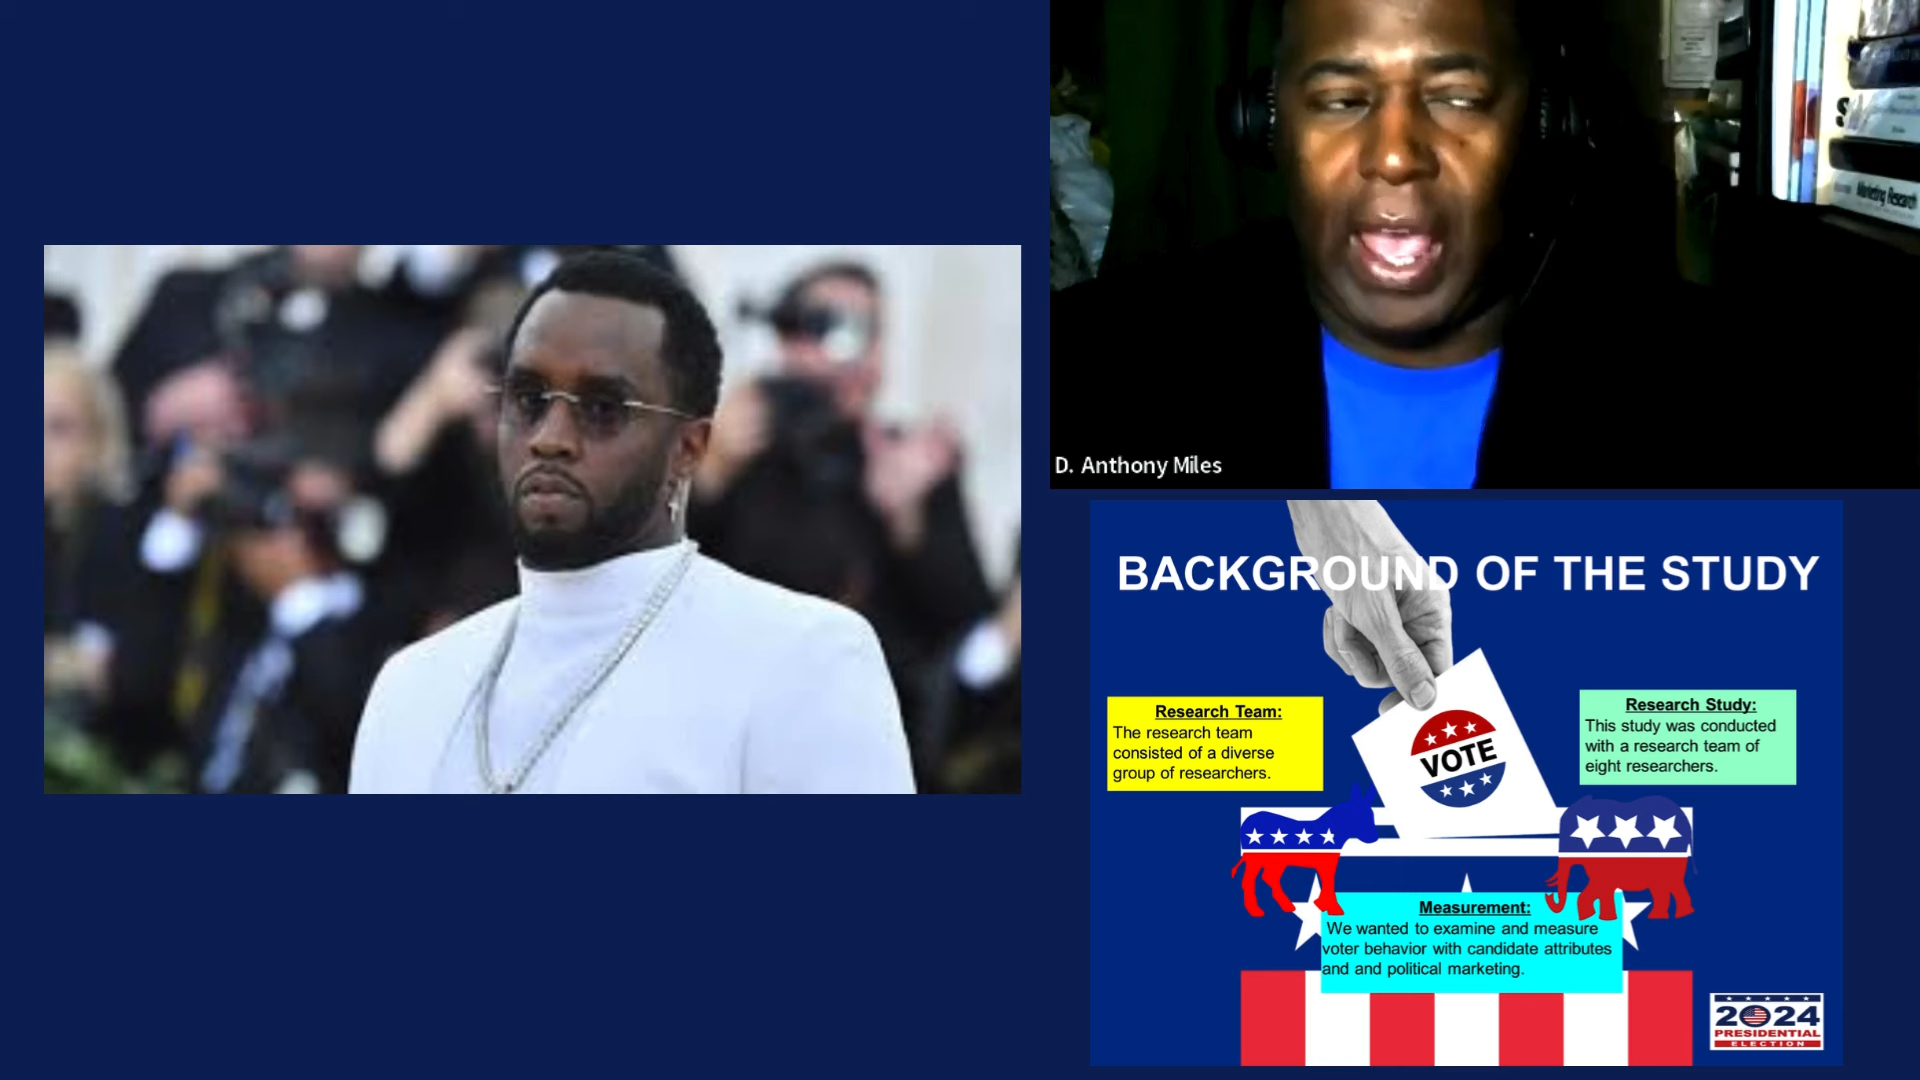 Marketing Research
D. Anthony Miles
BACKGROUND OF THE STUDY
Research Team:
The research team
consisted of a diverse
group of researchers.
Research Study:
This study was conducted
with a research team of
eight researchers.
VOTE
Measurement:
We wanted to examine and measure
voter behavior with candidate attributes
and and political marketing.
2024
PRESIDENTIAL
ELECTION